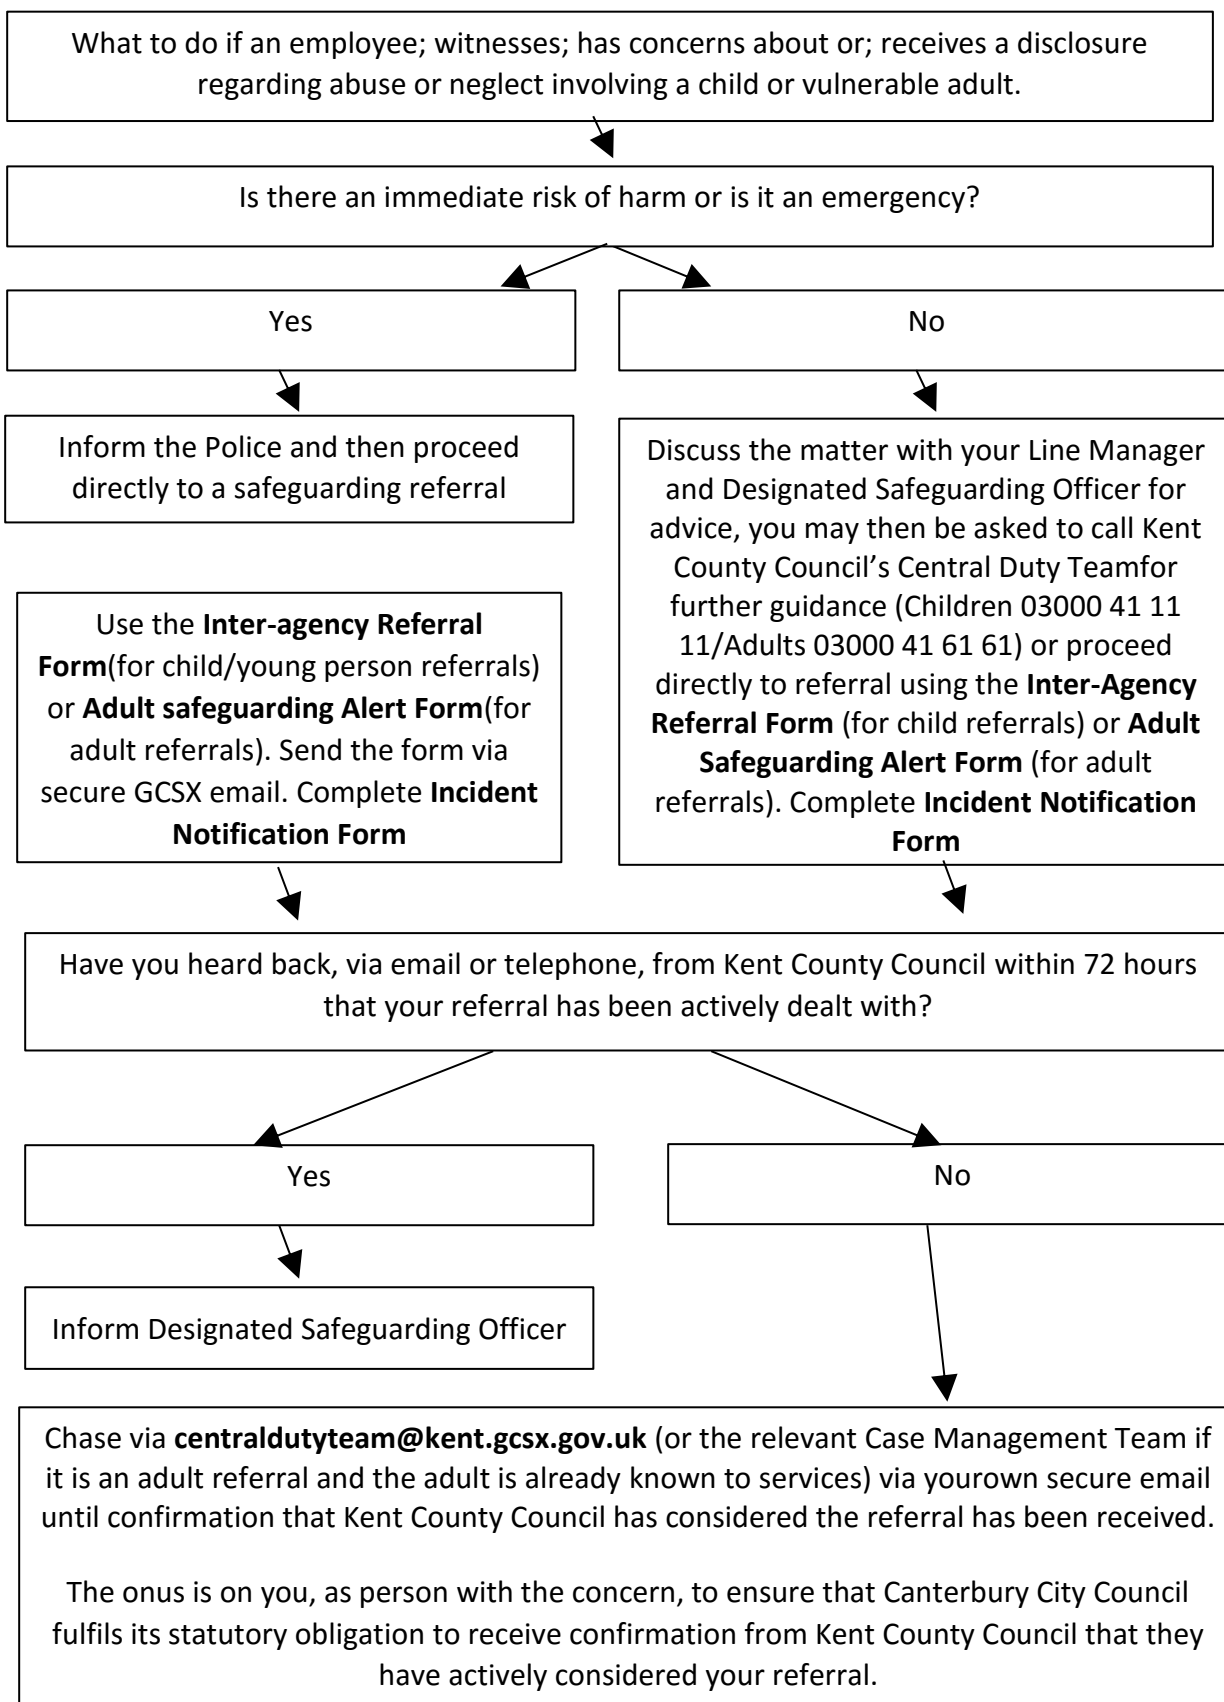 What to do if an employee; witnesses; has concerns about or; receives a disclosure
regarding abuse or neglect involving a child or vulnerable adult.
Is there an immediate risk of harm or is it an emergency?
Yes
No
Inform the Police and then proceed
directly to a safeguarding referral
Use the Inter-agency Referral
Form(for child/young person referrals)
or Adult safeguarding Alert Form(for
adult referrals). Send the form via
secure GCSX email. Complete Incident
Notification Form
Discuss the matter with your Line Manager
and Designated Safeguarding Officer for
advice, you may then be asked to call Kent
County Council’s Central Duty Teamfor
further guidance (Children 03000 41 11
11/Adults 03000 41 61 61) or proceed
directly to referral using the Inter-Agency
Referral Form (for child referrals) or Adult
Safeguarding Alert Form (for adult
referrals). Complete Incident Notification
Form
Have you heard back, via email or telephone, from Kent County Council within 72 hours
that your referral has been actively dealt with?
Yes
No
Inform Designated Safeguarding Officer
Chase via centraldutyteam@kent.gcsx.gov.uk (or the relevant Case Management Team if
it is an adult referral and the adult is already known to services) via yourown secure email
until confirmation that Kent County Council has considered the referral has been received.
The onus is on you, as person with the concern, to ensure that Canterbury City Council
fulfils its statutory obligation to receive confirmation from Kent County Council that they
have actively considered your referral.